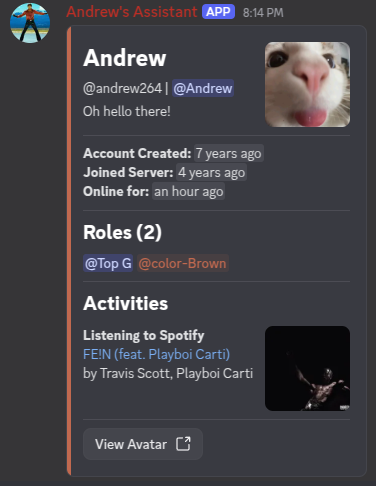 Andrew's Assistant APP 8:14 PM
Andrew
@andrew264 | @Andrew
Oh hello there!
Account Created: 7 years ago
Joined Server: 4 years ago
Online for: an hour ago
Roles (2)
@Top G @color-Brown
Activities
Listening to Spotify
FE!N (feat. Playboi Carti)
by Travis Scott, Playboi Carti
View Avatar